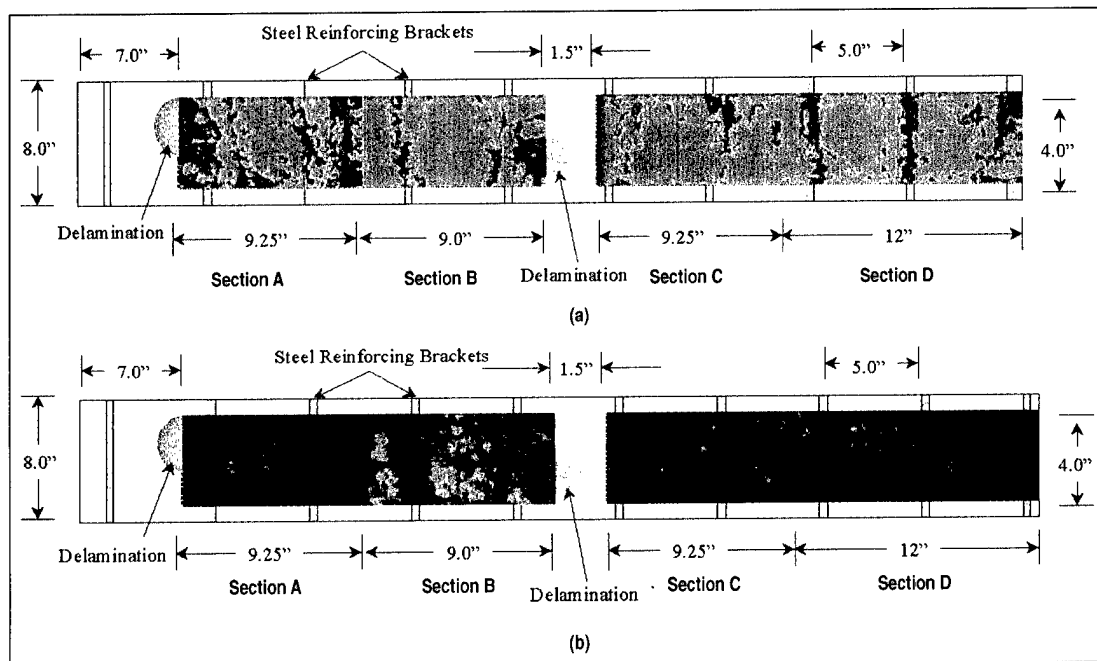 Steel Reinforcing Brackets
7.0”
1.5”
5.0”
8.0”
4.0”
Delamination
9.25”
9.0”
Delamination
9.25”
12”
Section A
Section B
Section C
Section D
(a)
Steel Reinforcing Brackets
7.0”
1.5”
5.0”
8.0”
4.0”
Delamination
9.25”
9.0”
9.25”
12”
Section A
Section B
Delamination
Section C
Section D
(b)